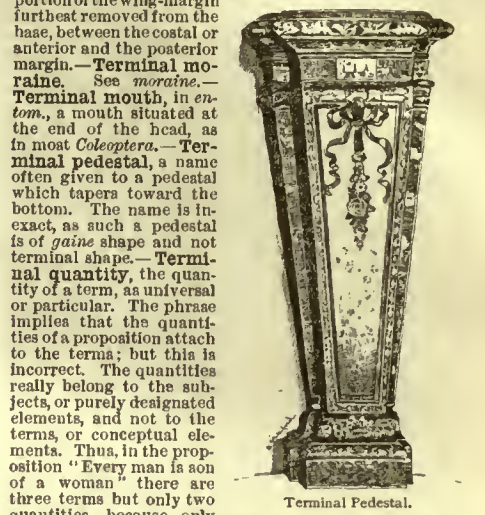 portion of the wing-margin
furthest removed from the
base, between the costal or
anterior and the posterior
margin.—Terminal mo-
raine. See moraine.—
Terminal mouth, in en-
tom., a mouth situated at
the end of the head, as
in most Coleoptera.—Ter-
minal pedestal, a name
often given to a pedestal
which tapers toward the
bottom. The name is in-
exact, as such a pedestal
is of gaine shape and not
terminal shape.—Termi-
nal quantity, the quan-
tity of a term, as universal
or particular. The phrase
implies that the quanti-
ties of a proposition attach
to the terms; but this is
incorrect. The quantities
really belong to the sub-
jects, or purely designated
elements, and not to the
terms, or conceptual ele-
ments. Thus, in the prop-
osition "Every man is son
of a woman" there are
three terms but only two
quantities, because only
Terminal Pedestal.